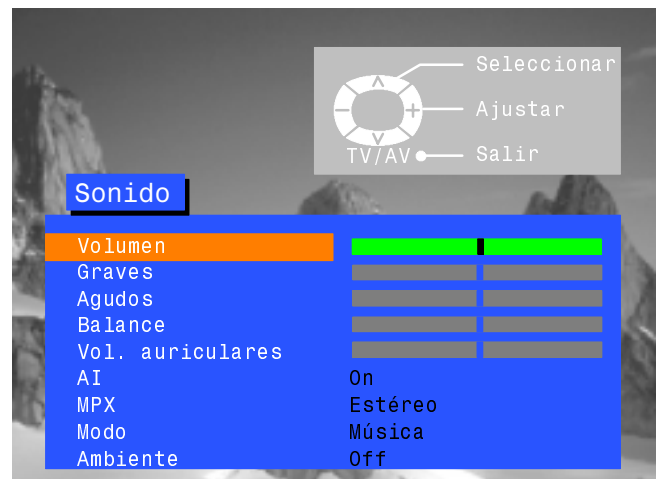 Seleccionar
Ajustar
TV/AV Salir
Sonido
Volumen
Graves
Agudos
Balance
Vol. auriculares
AI On
MPX Estéreo
Modo Música
Ambiente Off